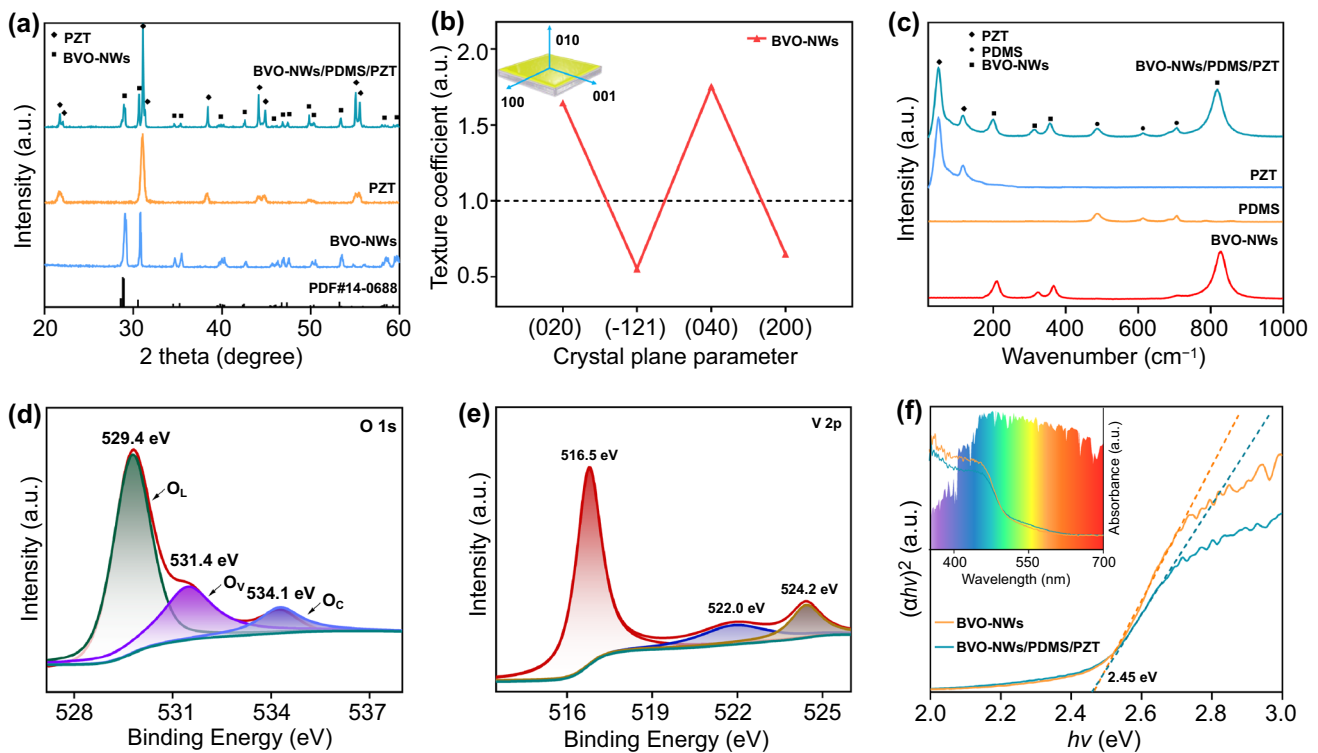 (a)
PZT
BVO-NWs
BVO-NWs/PDMS/PZT
PZT
BVO-NWs
PDF#14-0688
Intensity (a.u.)
20 30 40 50 60
2 theta (degree)
(b)
BVO-NWs
010
100
001
2.0
1.5
1.0
0.5
Texture coefficient (a.u.)
(020) (-121) (040) (200)
Crystal plane parameter
(c)
PZT
PDMS
BVO-NWs
BVO-NWs/PDMS/PZT
PZT
PDMS
BVO-NWs
Intensity (a.u.)
200 400 600 800 1000
Wavenumber (cm⁻¹)
(d)
O 1s
529.4 eV
O_L
531.4 eV
O_V
534.1 eV
O_C
Intensity (a.u.)
528 531 534 537
Binding Energy (eV)
(e)
V 2p
516.5 eV
522.0 eV
524.2 eV
Intensity (a.u.)
516 519 522 525
Binding Energy (eV)
(f)
Absorbance (a.u.)
400 550 700
Wavelength (nm)
BVO-NWs
BVO-NWs/PDMS/PZT
2.45 eV
(αhv)² (a.u.)
2.0 2.2 2.4 2.6 2.8 3.0
hv (eV)